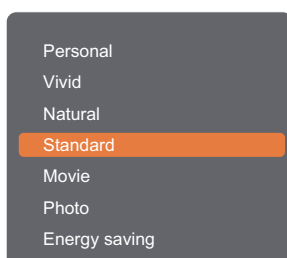 Personal
Vivid
Natural
Standard
Movie
Photo
Energy saving